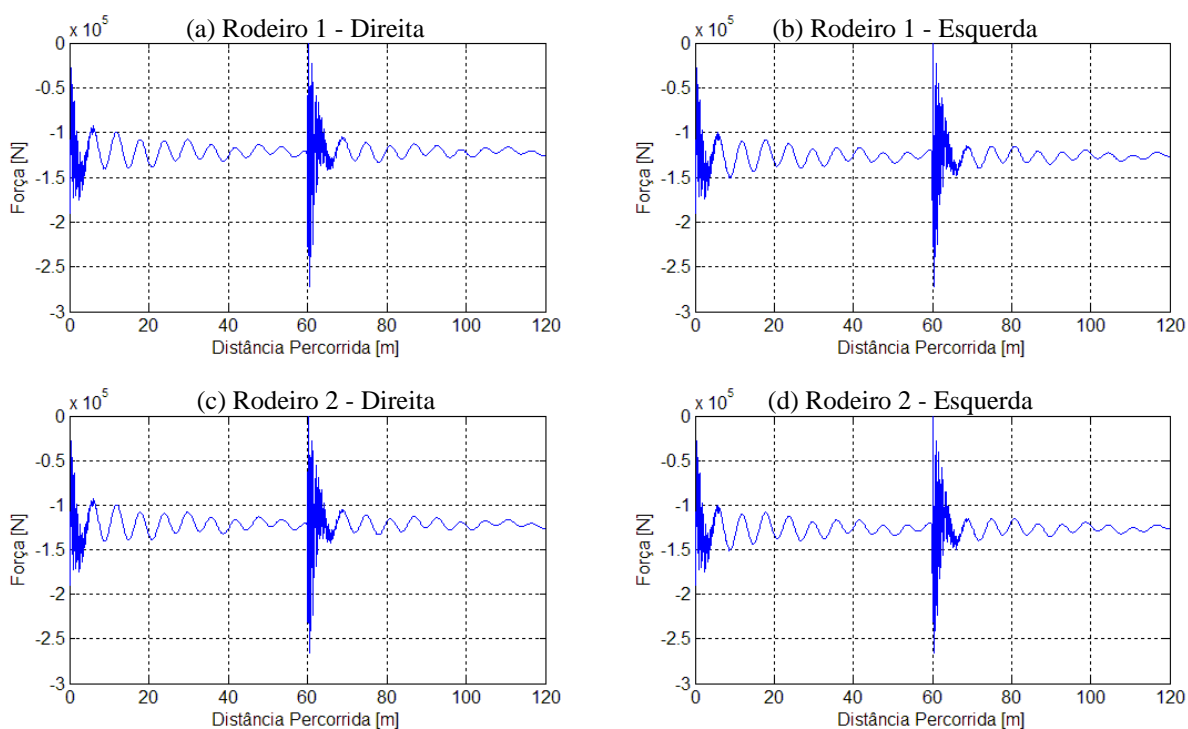 (a) Rodeiro 1 - Direita
(b) Rodeiro 1 - Esquerda
x 10^5
x 10^5
0
-0.5
-1
-1.5
-2
-2.5
-3
Força [N]
0 20 40 60 80 100 120
Distância Percorrida [m]
0
-0.5
-1
-1.5
-2
-2.5
-3
Força [N]
0 20 40 60 80 100 120
Distância Percorrida [m]
(c) Rodeiro 2 - Direita
(d) Rodeiro 2 - Esquerda
x 10^5
x 10^5
0
-0.5
-1
-1.5
-2
-2.5
-3
Força [N]
0 20 40 60 80 100 120
Distância Percorrida [m]
0
-0.5
-1
-1.5
-2
-2.5
-3
Força [N]
0 20 40 60 80 100 120
Distância Percorrida [m]